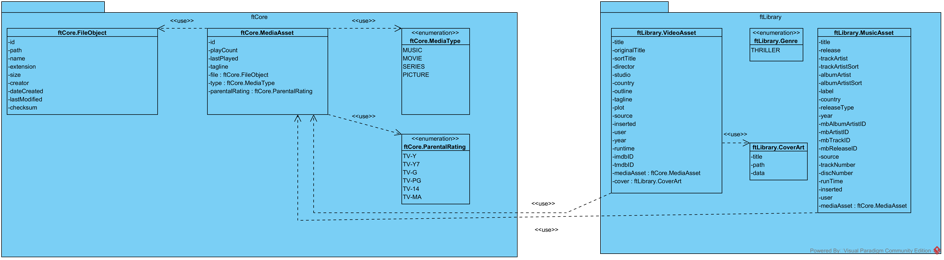 ftCore
ftCore.FileObject
-id
-path
-name
-extension
-size
-creator
-dateCreated
-lastModified
-checksum
<<use>>
ftCore.MediaAsset
-id
-playCount
-lastPlayed
-tagline
-file : ftCore.FileObject
-type : ftCore.MediaType
-parentalRating : ftCore.ParentalRating
<<use>>
<<enumeration>>
ftCore.MediaType
MUSIC
MOVIE
SERIES
PICTURE
<<use>>
<<enumeration>>
ftCore.ParentalRating
TV-Y
TV-Y7
TV-G
TV-PG
TV-14
TV-MA
<<use>>
<<use>>
ftLibrary
ftLibrary.VideoAsset
-title
-originalTitle
-sortTitle
-director
-studio
-country
-outline
-tagline
-plot
-source
-inserted
-user
-year
-runtime
-imdbID
-tmdbID
-mediaAsset : ftCore.MediaAsset
-cover : ftLibrary.CoverArt
<<enumeration>>
ftLibrary.Genre
THRILLER
<<use>>
ftLibrary.CoverArt
-title
-path
-data
ftLibrary.MusicAsset
-title
-release
-trackArtist
-trackArtistSort
-albumArtist
-albumArtistSort
-label
-country
-releaseType
-year
-mbAlbumArtistID
-mbArtistID
-mbTrackID
-mbReleaseID
-source
-trackNumber
-discNumber
-runTime
-inserted
-user
-mediaAsset : ftCore.MediaAsset
Powered By: Visual Paradigm Community Edition